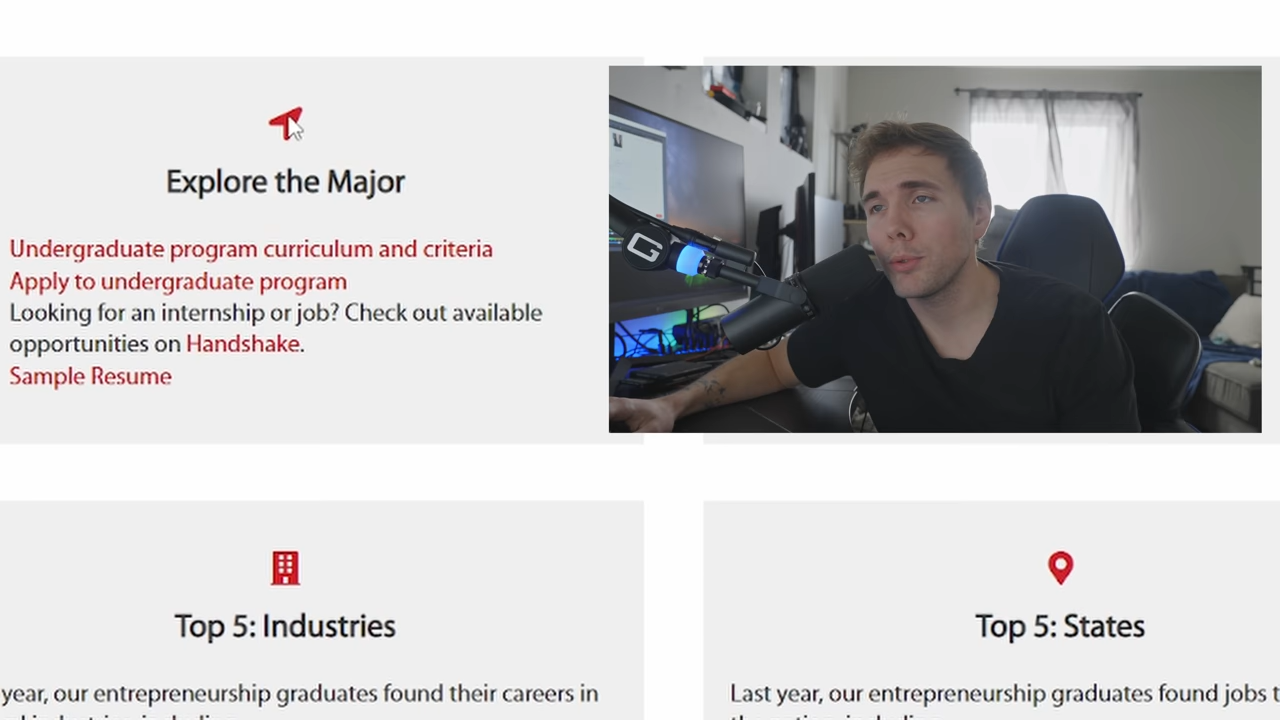 Explore the Major
Undergraduate program curriculum and criteria
Apply to undergraduate program
Looking for an internship or job? Check out available
opportunities on Handshake.
Sample Resume
G
Top 5: Industries
year, our entrepreneurship graduates found their careers in
Top 5: States
Last year, our entrepreneurship graduates found jobs